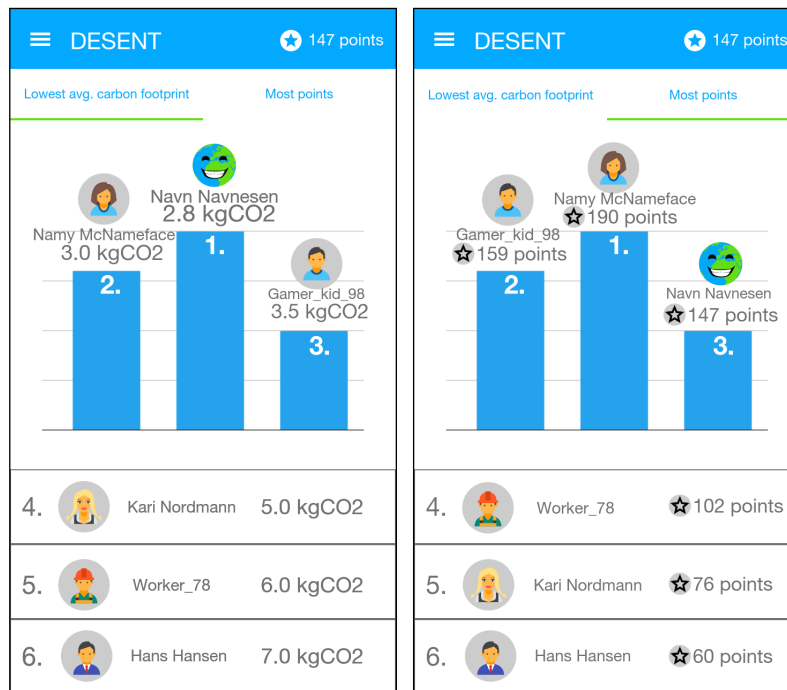 DESENT 147 points
Lowest avg. carbon footprint Most points
Navn Navnesen
2.8 kgCO2
Namy McNameface
3.0 kgCO2
1.
2.
Gamer_kid_98
3.5 kgCO2
3.
4. Kari Nordmann 5.0 kgCO2
5. Worker_78 6.0 kgCO2
6. Hans Hansen 7.0 kgCO2
DESENT 147 points
Lowest avg. carbon footprint Most points
Namy McNameface
190 points
Gamer_kid_98
159 points
1.
2.
Navn Navnesen
147 points
3.
4. Worker_78 102 points
5. Kari Nordmann 76 points
6. Hans Hansen 60 points